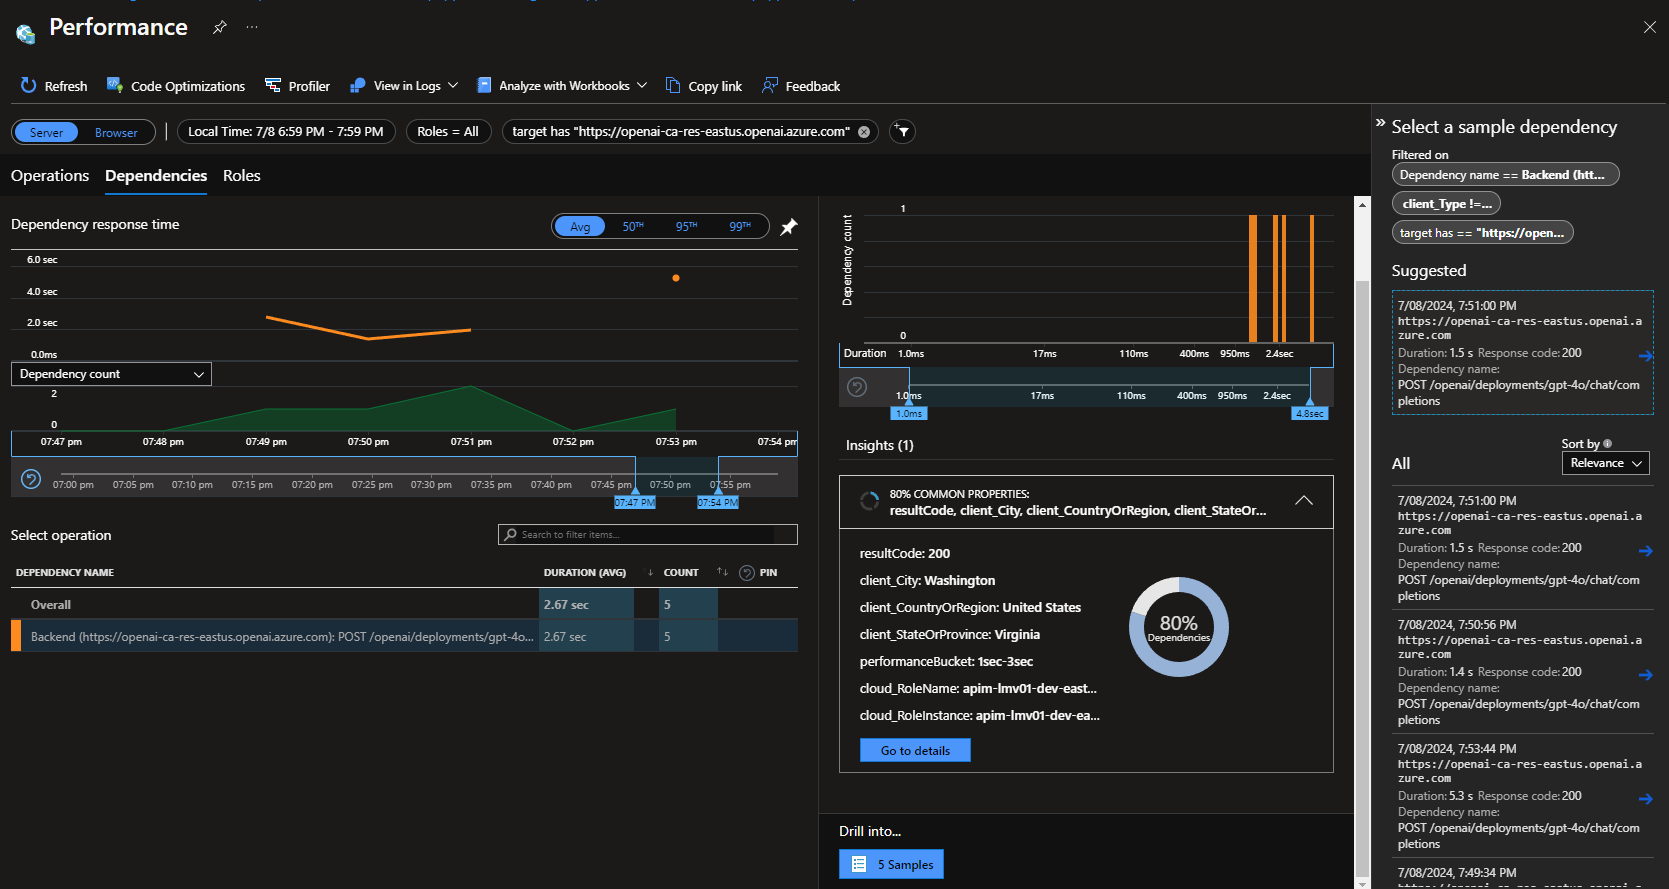 Performance
Refresh
Code Optimizations
Profiler
View in Logs
Analyze with Workbooks
Copy link
Feedback
Server
Browser
Local Time: 7/8 6:59 PM - 7:59 PM
Roles = All
target has "https://openai-ca-res-eastus.openai.azure.com"
Operations
Dependencies
Roles
Dependency response time
Avg
50TH
95TH
99TH
6.0 sec
4.0 sec
2.0 sec
0.0ms
Dependency count
2
0
07:47 pm
07:48 pm
07:49 pm
07:50 pm
07:51 pm
07:52 pm
07:53 pm
07:54 pm
07:00 pm
07:05 pm
07:10 pm
07:15 pm
07:20 pm
07:25 pm
07:30 pm
07:35 pm
07:40 pm
07:45 pm
07:50 pm
07:55 pm
07:47 PM
07:54 PM
Select operation
Search to filter items...
DEPENDENCY NAME
DURATION (AVG)
COUNT
PIN
Overall
2.67 sec
5
Backend (https://openai-ca-res-eastus.openai.azure.com): POST /openai/deployments/gpt-4o...
2.67 sec
5
Dependency count
1
0
Duration
1.0ms
17ms
110ms
400ms
950ms
2.4sec
1.0ms
17ms
110ms
400ms
950ms
2.4sec
1.0ms
4.8sec
Insights (1)
80% COMMON PROPERTIES:
resultCode, client_City, client_CountryOrRegion, client_StateOr...
resultCode: 200
client_City: Washington
client_CountryOrRegion: United States
client_StateOrProvince: Virginia
performanceBucket: 1sec-3sec
cloud_RoleName: apim-lmv01-dev-east...
cloud_RoleInstance: apim-lmv01-dev-ea...
80%
Dependencies
Go to details
Drill into...
5 Samples
Select a sample dependency
Filtered on
Dependency name == Backend (htt...
client_Type !=...
target has == "https://open...
Suggested
7/08/2024, 7:51:00 PM
https://openai-ca-res-eastus.openai.a
zure.com
Duration: 1.5 s Response code: 200
Dependency name:
POST /openai/deployments/gpt-4o/chat/com
pletions
Sort by
All
Relevance
7/08/2024, 7:51:00 PM
https://openai-ca-res-eastus.openai.a
zure.com
Duration: 1.5 s Response code: 200
Dependency name:
POST /openai/deployments/gpt-4o/chat/com
pletions
7/08/2024, 7:50:56 PM
https://openai-ca-res-eastus.openai.a
zure.com
Duration: 1.4 s Response code: 200
Dependency name:
POST /openai/deployments/gpt-4o/chat/com
pletions
7/08/2024, 7:53:44 PM
https://openai-ca-res-eastus.openai.a
zure.com
Duration: 5.3 s Response code: 200
Dependency name:
POST /openai/deployments/gpt-4o/chat/com
pletions
7/08/2024, 7:49:34 PM